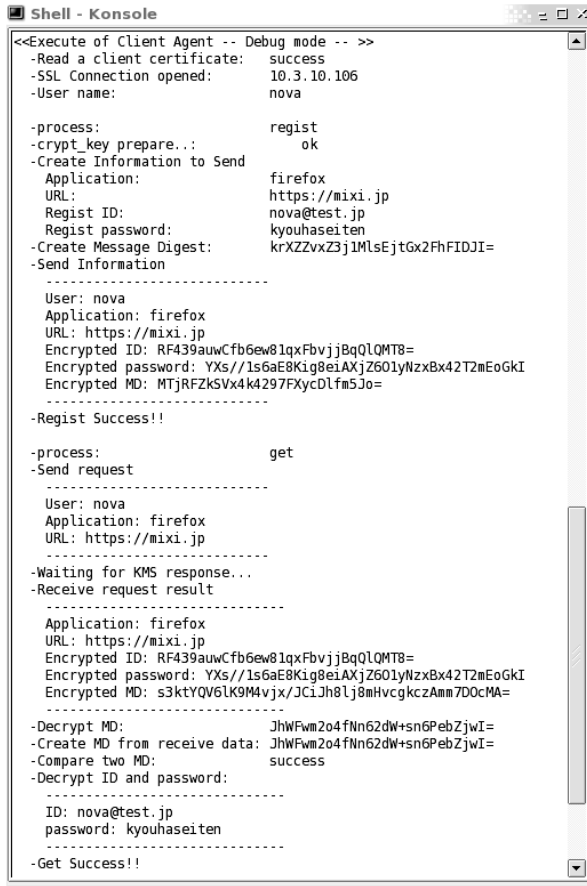 Shell - Konsole
<<Execute of Client Agent -- Debug mode -- >>
-Read a client certificate: success
-SSL Connection opened: 10.3.10.106
-User name: nova
-process: regist
-crypt_key prepare..: ok
-Create Information to Send
Application: firefox
URL: https://mixi.jp
Regist ID: nova@test.jp
Regist password: kyouhaseiten
-Create Message Digest: krXZZvxZ3j1MlsEjtGx2FhFIDJI=
-Send Information
-----------------------------
User: nova
Application: firefox
URL: https://mixi.jp
Encrypted ID: RF439auwCfb6ew81qxFbvjjBqQlQMT8=
Encrypted password: YXs//1s6aE8Kig8eiAXjZ6O1yNzxBx42T2mEoGkI
Encrypted MD: MTjRFZkSVx4k4297FXycDlfm5Jo=
-----------------------------
-Regist Success!!
-process: get
-Send request
-----------------------------
User: nova
Application: firefox
URL: https://mixi.jp
-----------------------------
-Waiting for KMS response...
-Receive request result
-------------------------------
Application: firefox
URL: https://mixi.jp
Encrypted ID: RF439auwCfb6ew81qxFbvjjBqQlQMT8=
Encrypted password: YXs//1s6aE8Kig8eiAXjZ6O1yNzxBx42T2mEoGkI
Encrypted MD: s3ktYQV6lK9M4vjx/JCiJh8lj8mHvcgkczAmm7DOcMA=
-------------------------------
-Decrypt MD: JhWFwm2o4fNn62dW+sn6PebZjwI=
-Create MD from receive data: JhWFwm2o4fNn62dW+sn6PebZjwI=
-Compare two MD: success
-Decrypt ID and password:
-------------------------------
ID: nova@test.jp
password: kyouhaseiten
-------------------------------
-Get Success!!